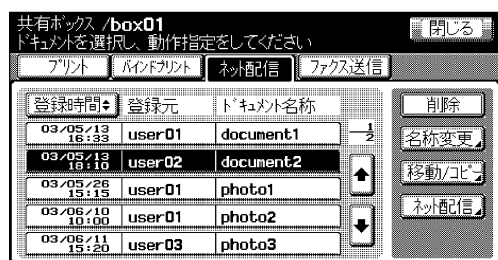 共有ボックス /box01
ドキュメントを選択し、動作指定をしてください
閉じる
プリント バインドプリント ネット配信 ファクス送信
登録時間 登録元 ドキュメント名称
03/05/13 16:33 user01 document1
03/05/13 18:10 user02 document2
03/05/26 15:15 user01 photo1
03/06/10 10:00 user01 photo2
03/06/11 15:20 user03 photo3
1/2
削除
名称変更
移動/コピー
ネット配信